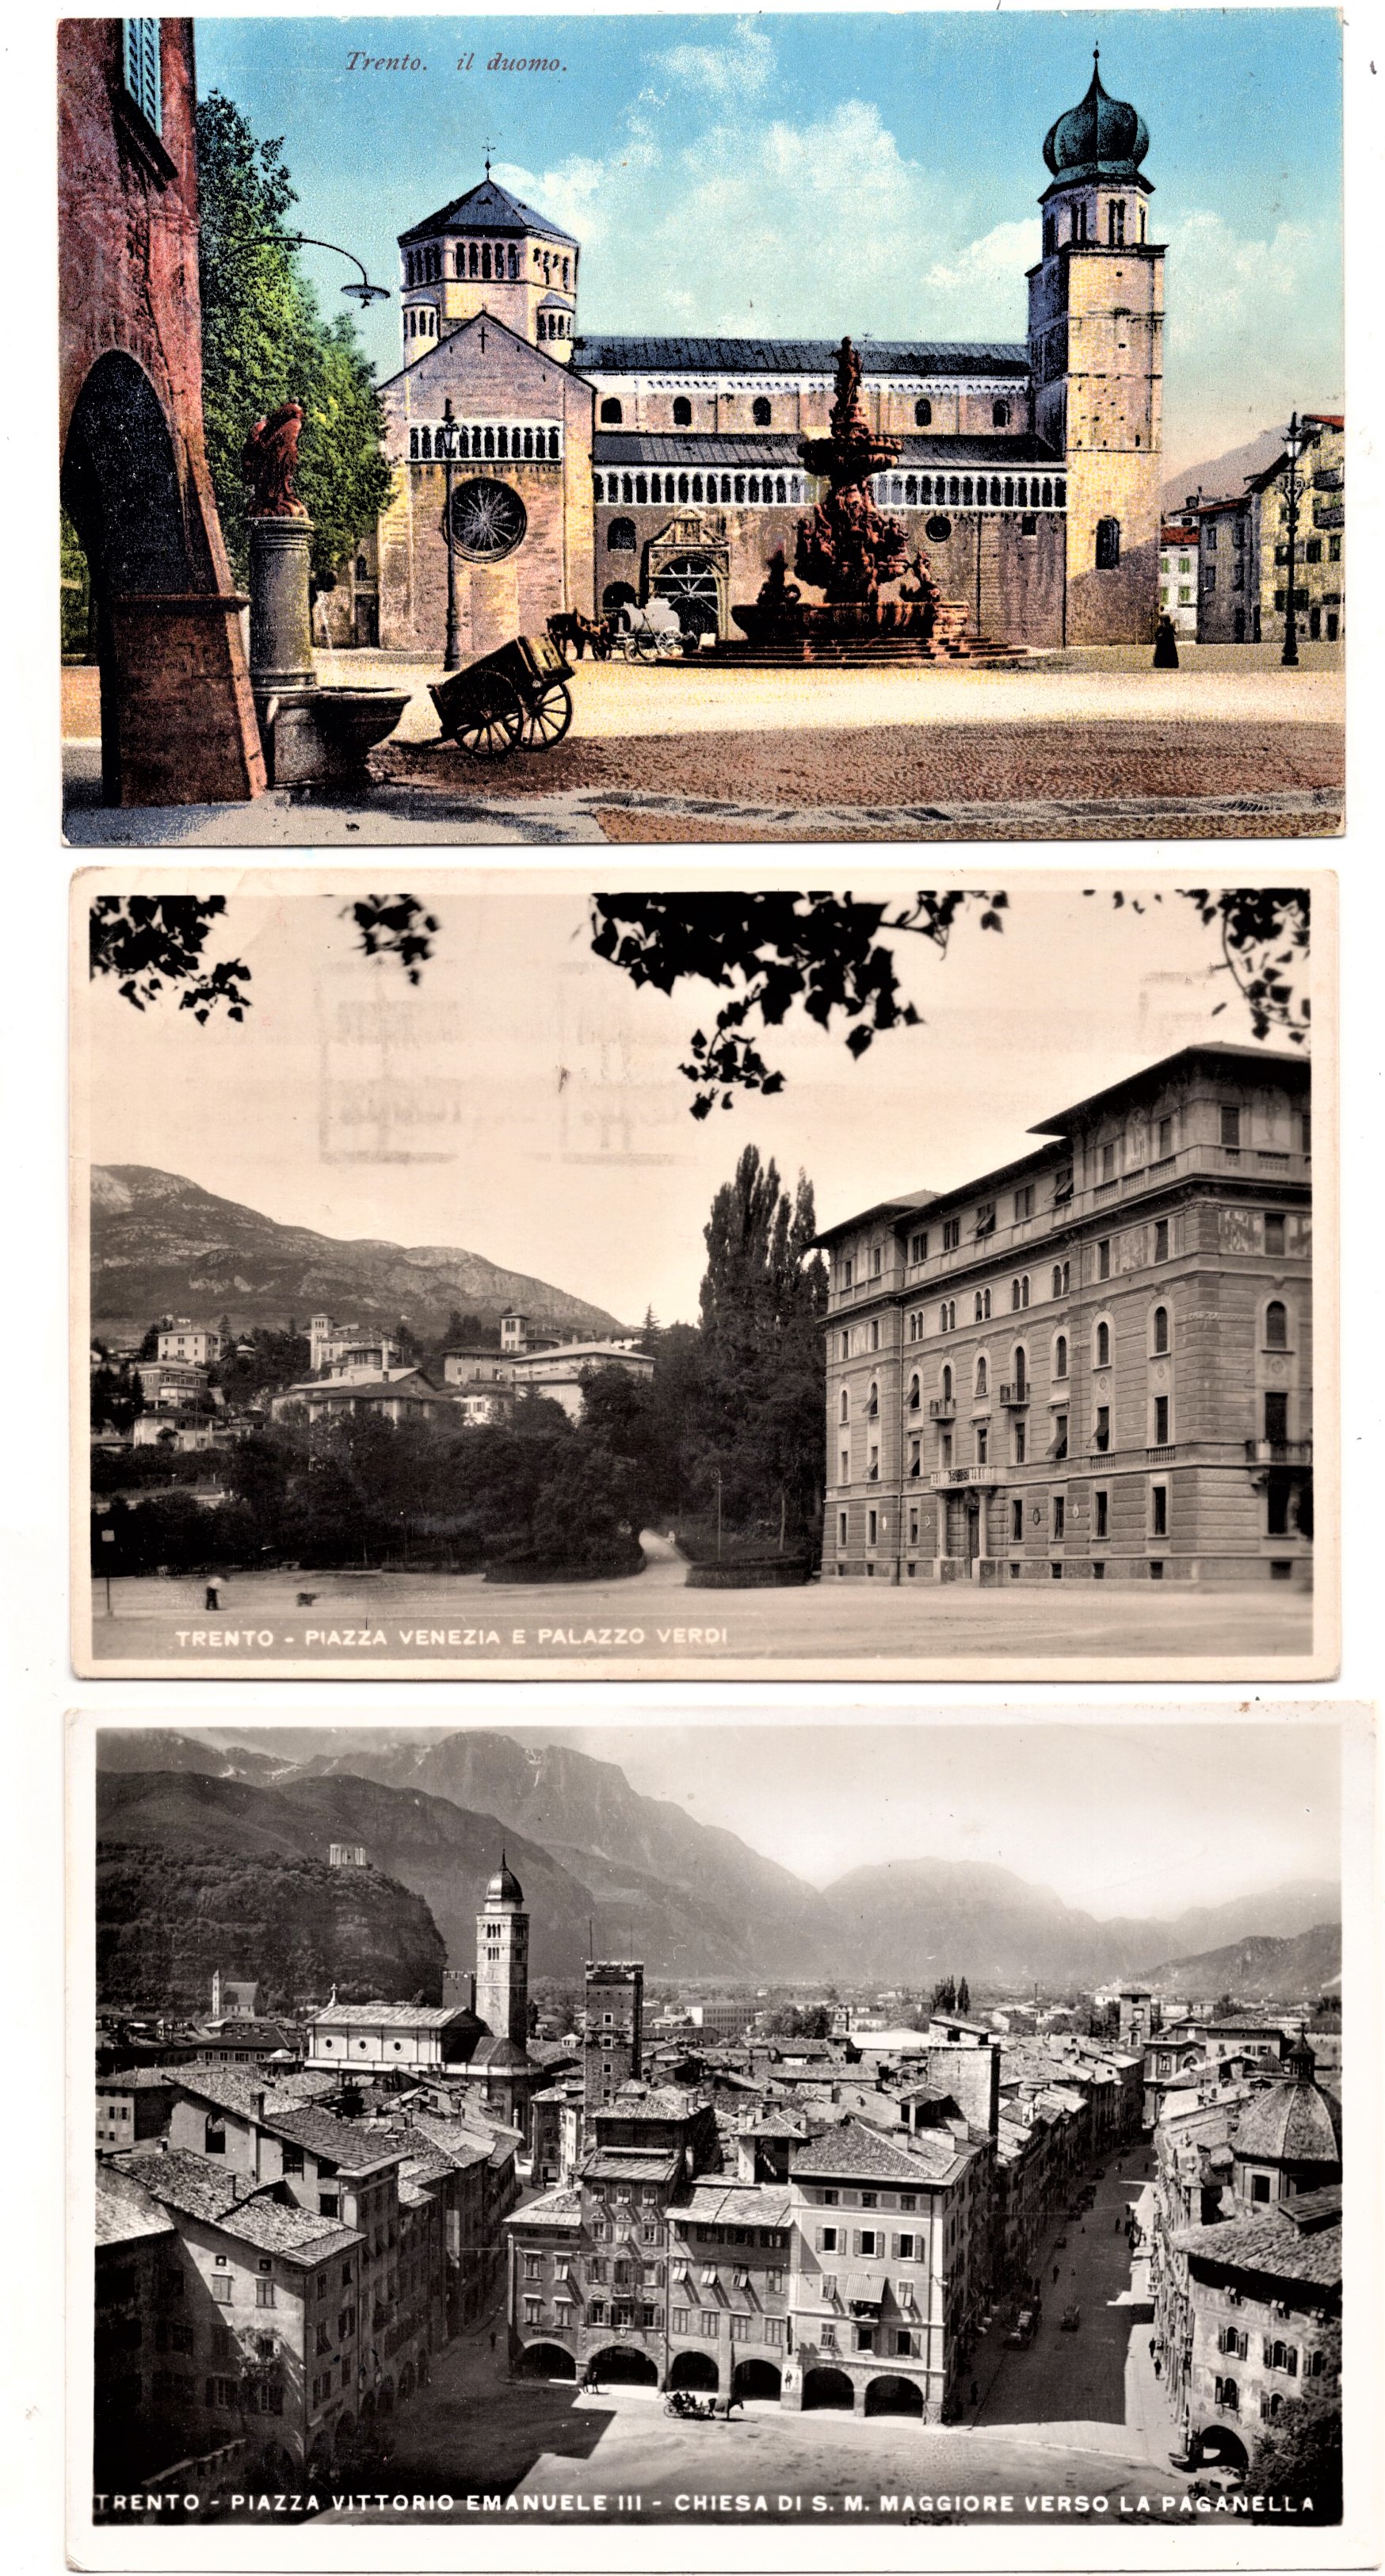 Trento. il duomo.
TRENTO - PIAZZA VENEZIA E PALAZZO VERDI
TRENTO - PIAZZA VITTORIO EMANUELE III - CHIESA DI S. M. MAGGIORE VERSO LA PAGANELLA